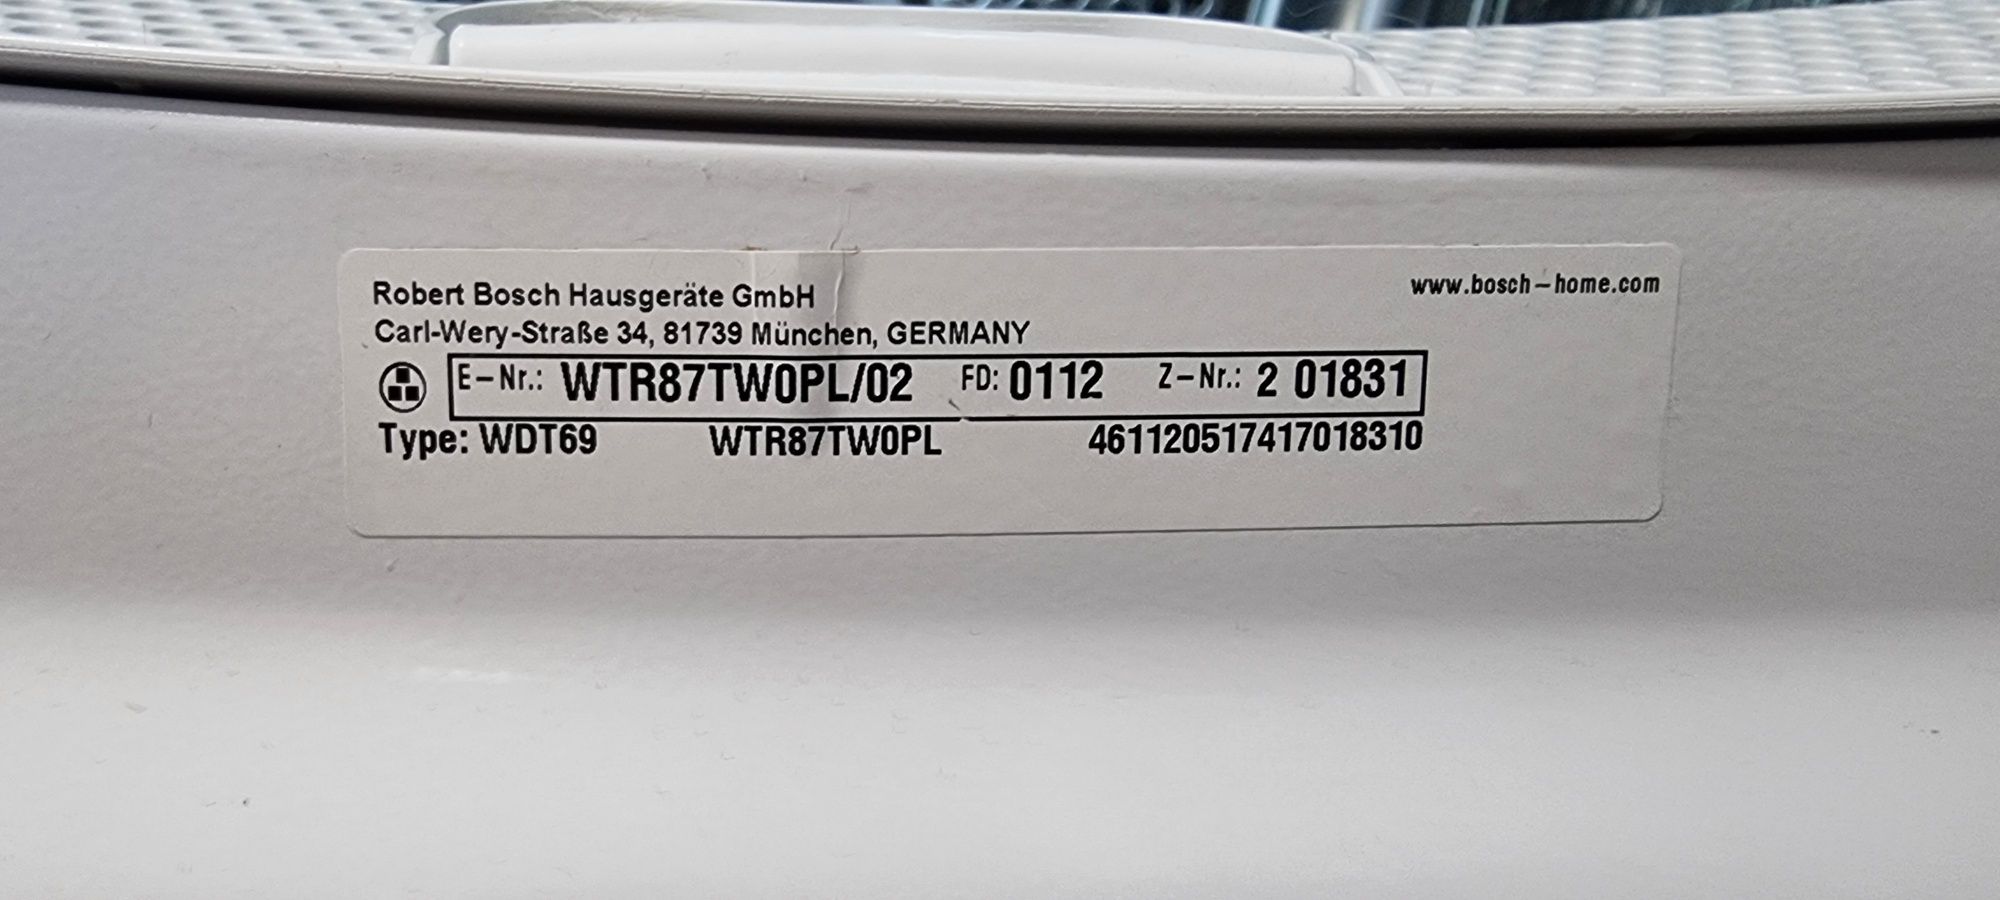 Robert Bosch Hausgeräte GmbH www.bosch-home.com
Carl-Wery-Straße 34, 81739 München, GERMANY
E-Nr.: WTR87TW0PL/02 FD: 0112 Z-Nr.: 2 01831
Type: WDT69 WTR87TW0PL 461120517417018310